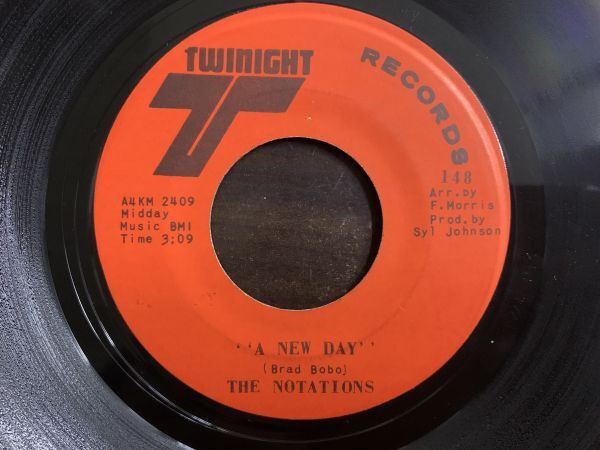 TWINIGHT
RECORDS
T
148
Arr.by
F.Morris
Prod.by
Syl Johnson
A4KM 2409
Midday
Music BMI
Time 3;09
''A NEW DAY''
(Brad Bobo)
THE NOTATIONS